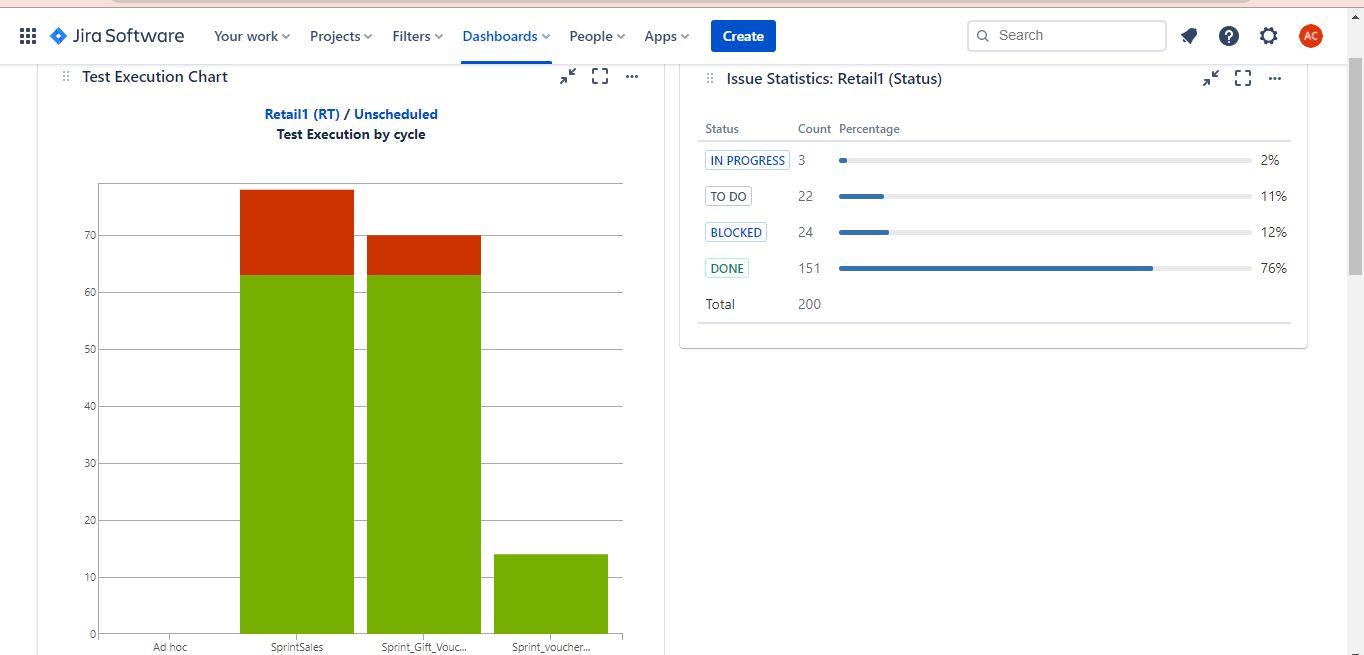 Jira Software Your work Projects Filters Dashboards People Apps Create Search AC
Test Execution Chart
Retail1 (RT) / Unscheduled
Test Execution by cycle
70
60
50
40
30
20
10
0
Ad hoc SprintSales Sprint_Gift_Vouc... Sprint_voucher...
Issue Statistics: Retail1 (Status)
Status Count Percentage
IN PROGRESS 3 2%
TO DO 22 11%
BLOCKED 24 12%
DONE 151 76%
Total 200